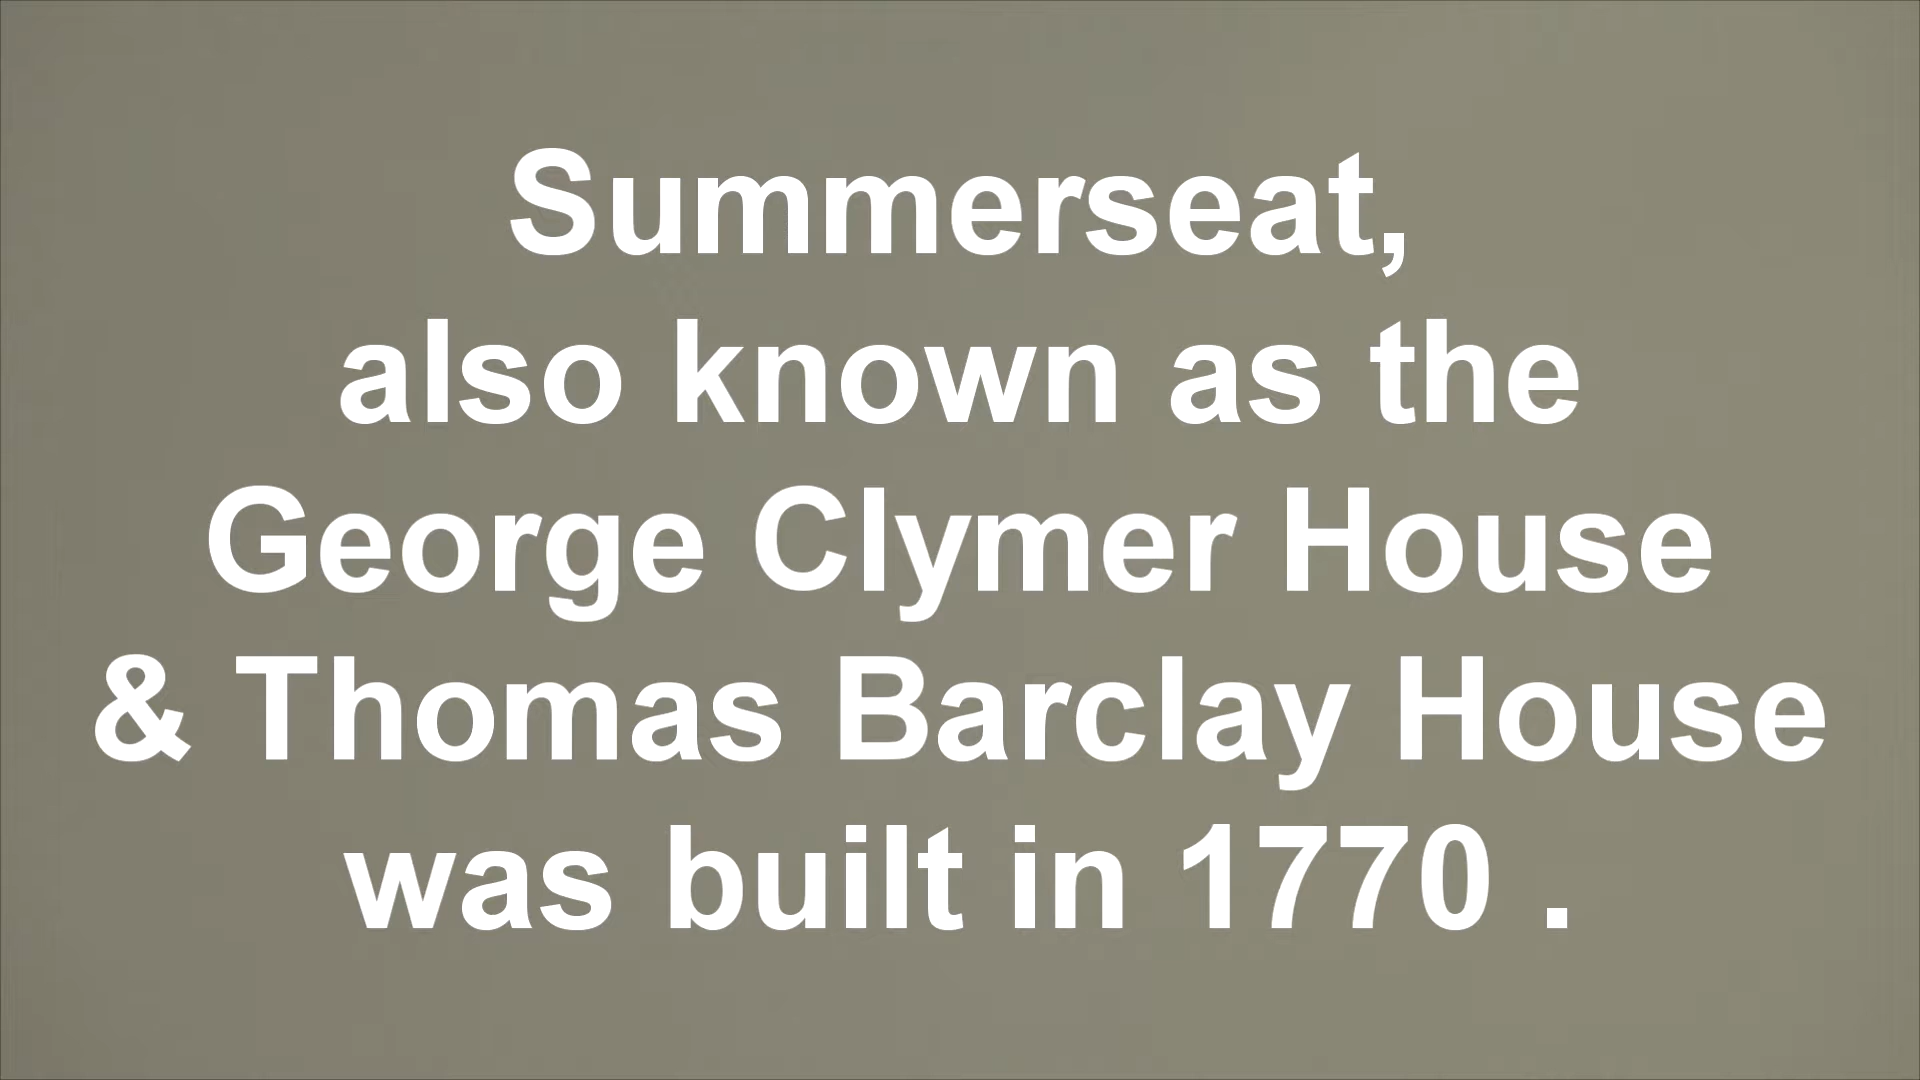 Summerseat,
also known as the
George Clymer House
& Thomas Barclay House
was built in 1770 .